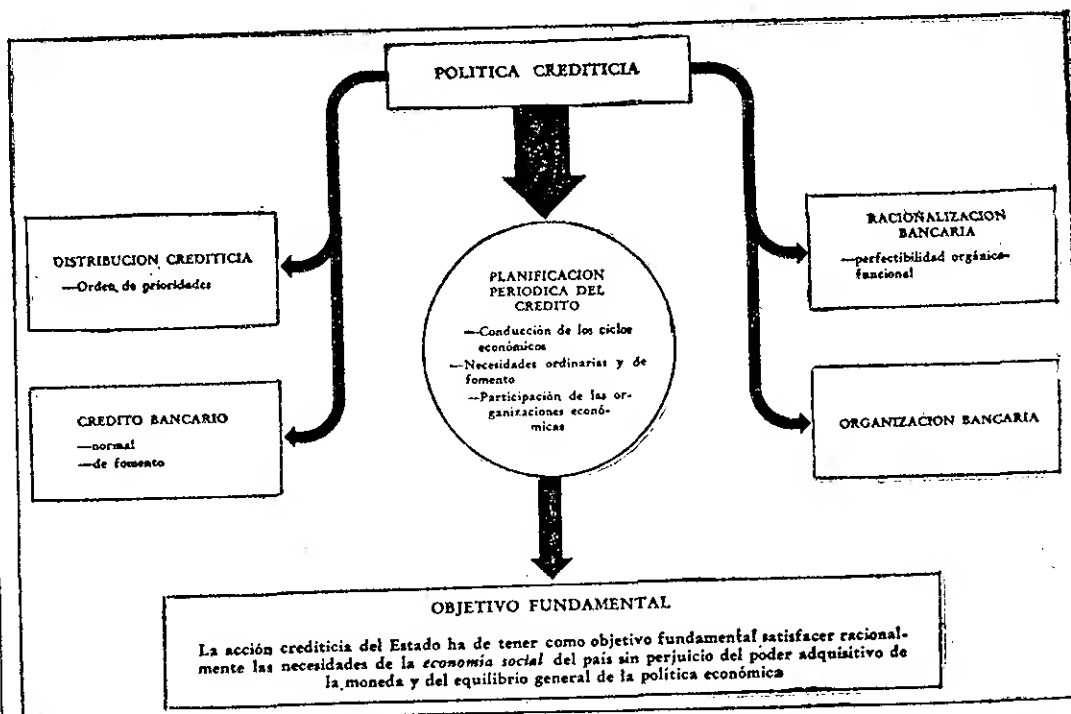 POLITICA CREDITICIA
DISTRIBUCION CREDITICIA
—Orden de prioridades
CREDITO BANCARIO
—normal
—de fomento
PLANIFICACION
PERIODICA DEL
CREDITO
—Conducción de los ciclos
económicos
—Necesidades ordinarias y de
fomento
—Participación de las or-
ganizaciones econó-
micas
RACIONALIZACION
BANCARIA
—perfectibilidad orgánico-
funcional
ORGANIZACION BANCARIA
OBJETIVO FUNDAMENTAL
La acción crediticia del Estado ha de tener como objetivo fundamental satisfacer racional-
mente las necesidades de la economía social del país sin perjuicio del poder adquisitivo de
la moneda y del equilibrio general de la política económica